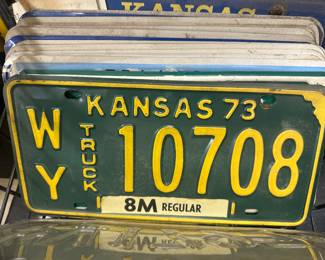 KANSAS
KANSAS 73
WY TRUCK 10708
8M REGULAR